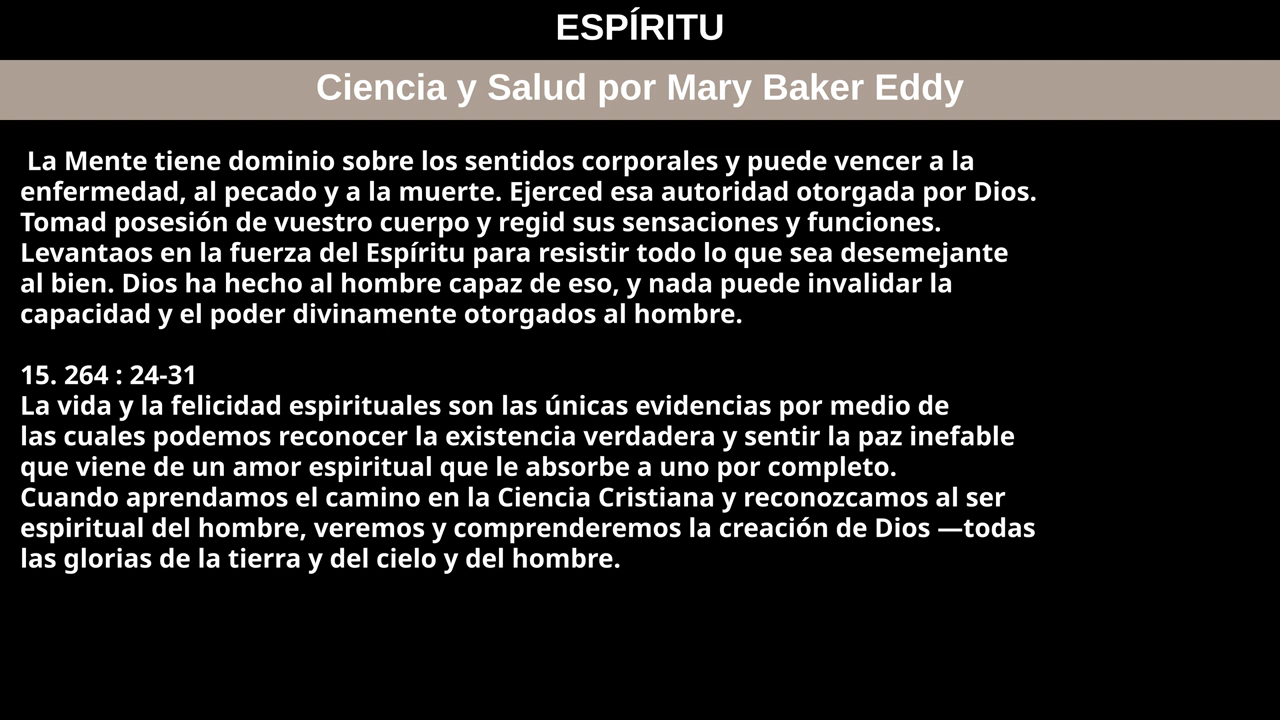 ESPÍRITU
Ciencia y Salud por Mary Baker Eddy
La Mente tiene dominio sobre los sentidos corporales y puede vencer a la
enfermedad, al pecado y a la muerte. Ejerced esa autoridad otorgada por Dios.
Tomad posesión de vuestro cuerpo y regid sus sensaciones y funciones.
Levantaos en la fuerza del Espíritu para resistir todo lo que sea desemejante
al bien. Dios ha hecho al hombre capaz de eso, y nada puede invalidar la
capacidad y el poder divinamente otorgados al hombre.
15. 264 : 24-31
La vida y la felicidad espirituales son las únicas evidencias por medio de
las cuales podemos reconocer la existencia verdadera y sentir la paz inefable
que viene de un amor espiritual que le absorbe a uno por completo.
Cuando aprendamos el camino en la Ciencia Cristiana y reconozcamos al ser
espiritual del hombre, veremos y comprenderemos la creación de Dios —todas
las glorias de la tierra y del cielo y del hombre.